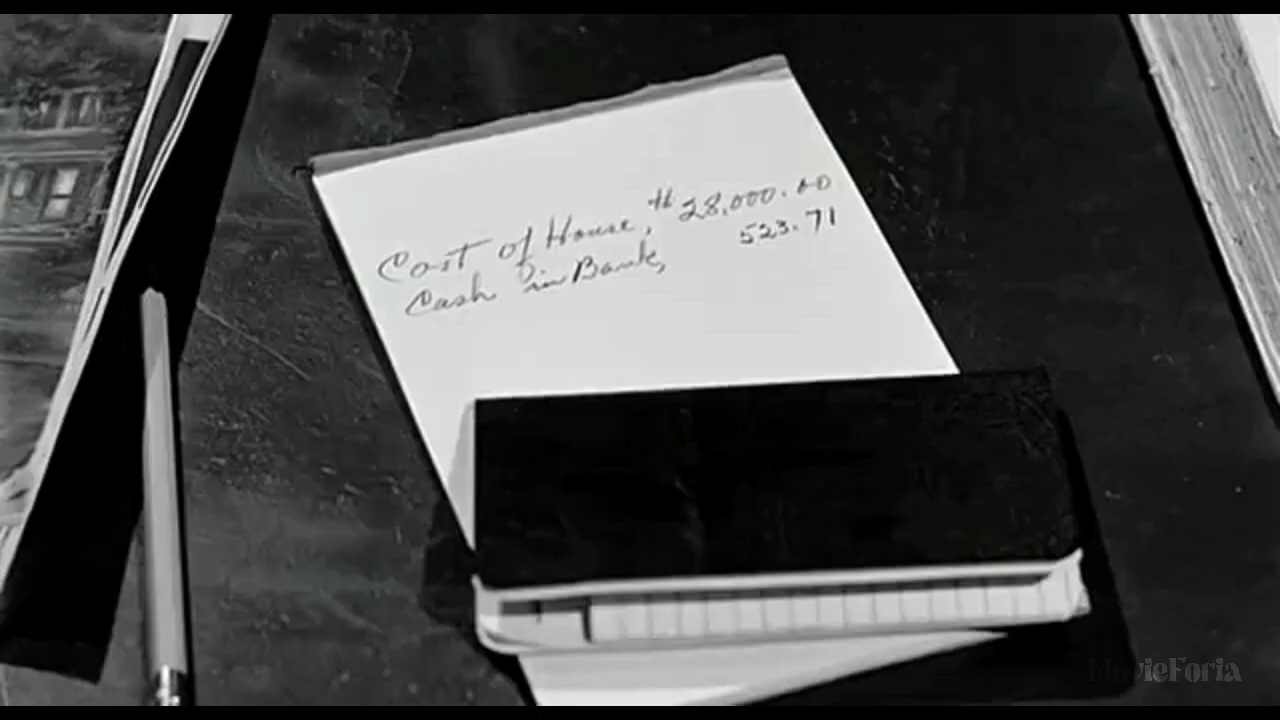 Cost of House, $28,000.00
Cash in Bank, 523.71
MovieForia